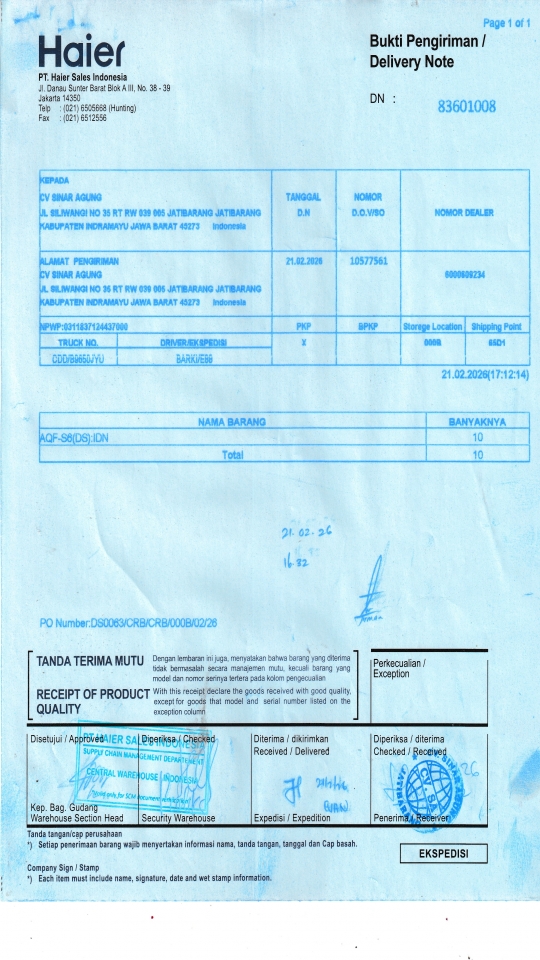 Page 1 of 1
Haier
Bukti Pengiriman /
Delivery Note
PT. Haier Sales Indonesia
Jl. Danau Sunter Barat Blok A III, No. 38 - 39
Jakarta 14350
Telp : (021) 6505668 (Hunting)
Fax : (021) 6512556
DN : 83601008
KEPADA
CV SINAR AGUNG
JL SILIWANGI NO 35 RT RW 039 005 JATIBARANG JATIBARANG
KABUPATEN INDRAMAYU JAWA BARAT 45273 Indonesia
TANGGAL
D.N
NOMOR
D.O.V/SO
NOMOR DEALER
ALAMAT PENGIRIMAN
CV SINAR AGUNG
JL SILIWANGI NO 35 RT RW 039 005 JATIBARANG JATIBARANG
KABUPATEN INDRAMAYU JAWA BARAT 45273 Indonesia
21.02.2026
10577561
NPWP:0311837124437000
PKP
BPKP
Storage Location
Shipping Point
TRUCK NO.
DRIVER/EKSPEDISI
X
000B
65D1
21.02.2026(17:12:14)
NAMA BARANG BANYAKNYA
AQF-S6(DS):IDN 10
Total 10
21.02.26
16.32
PO Number:DS0063/CRB/CRB/000B/02/26
TANDA TERIMA MUTU
Dengan lembaran ini juga, menyatakan bahwa barang yang diterima
tidak bermasalah secara manajemen mutu, kecuali barang yang
model dan nomor serinya tertera pada kolom pengecualian
RECEIPT OF PRODUCT
QUALITY
With this receipt declare the goods received with good quality,
except for goods that model and serial number listed on the
exception column
Perkecualian /
Exception
Disetujui / Approved
Diperiksa / Checked
Diterima / dikirimkan
Received / Delivered
Diperiksa / diterima
Checked / Received
PT HAIER SALES INDONESIA
SUPPLY CHAIN MANAGEMENT DEPARTEMENT
CENTRAL WAREHOUSE INDONESIA
Kep. Bag. Gudang
Warehouse Section Head
Security Warehouse
Expedisi / Expedition
Penerima / Receiver
CV. SA
Tanda tangan/cap perusahaan
*) Setiap penerimaan barang wajib menyertakan informasi nama, tanda tangan, tanggal dan Cap basah.
EKSPEDISI
Company Sign / Stamp
*) Each item must include name, signature, date and wet stamp information.